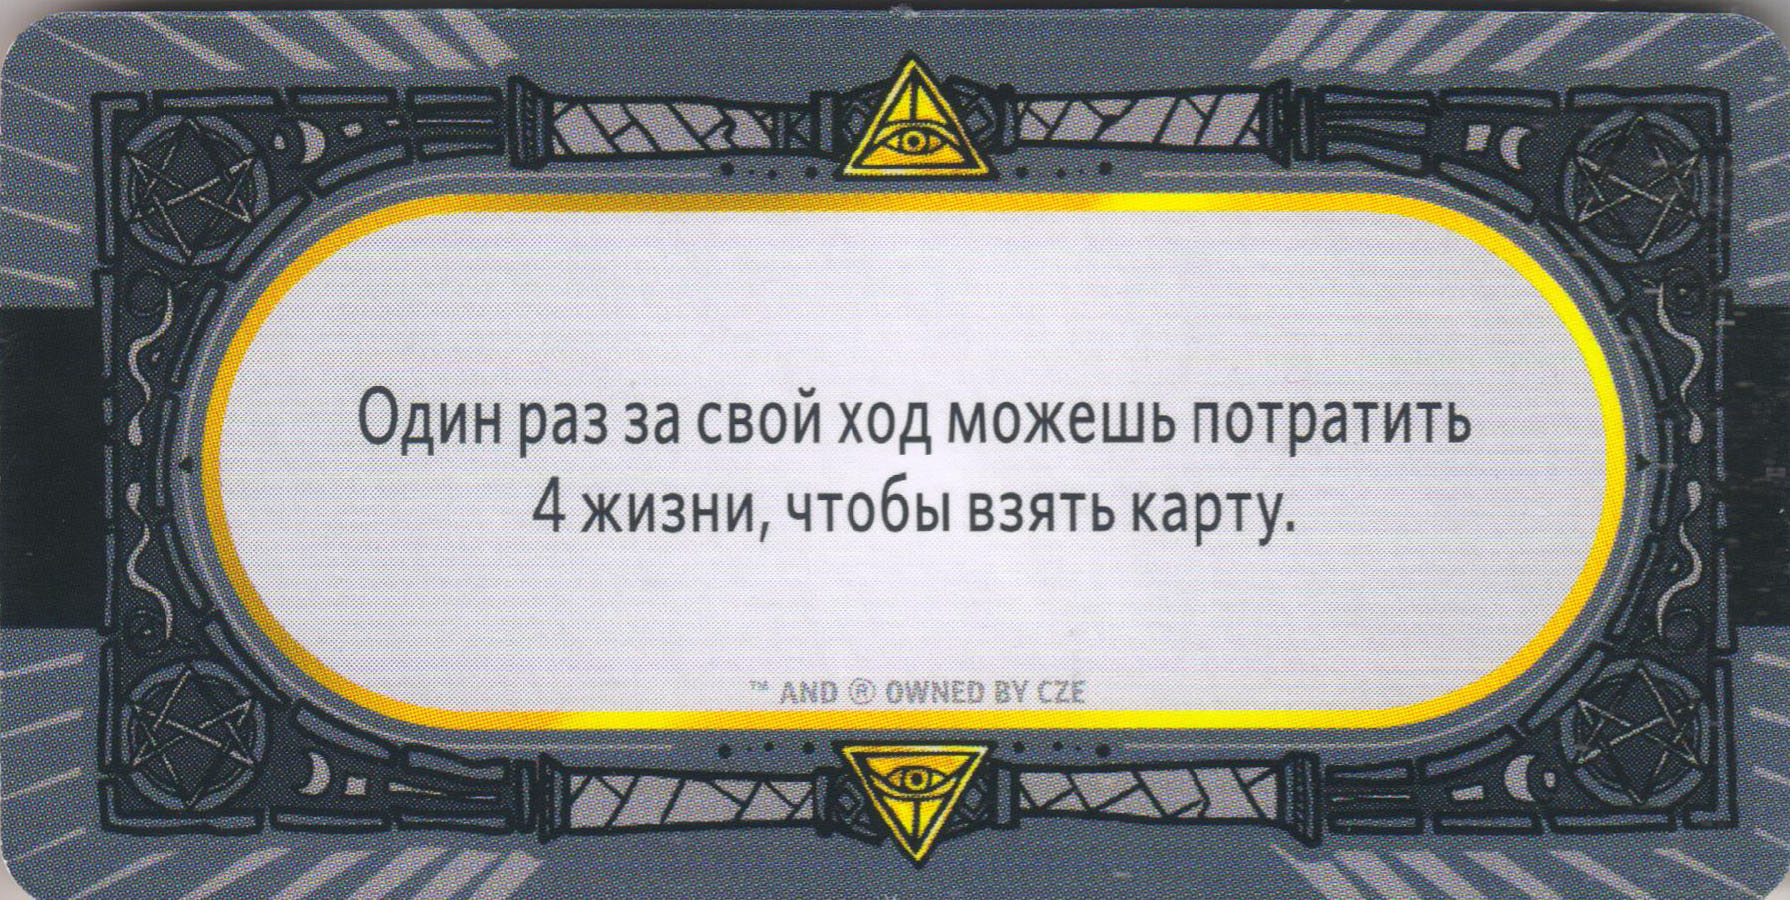 Один раз за свой ход можешь потратить
4 жизни, чтобы взять карту.
™ AND ® OWNED BY CZE